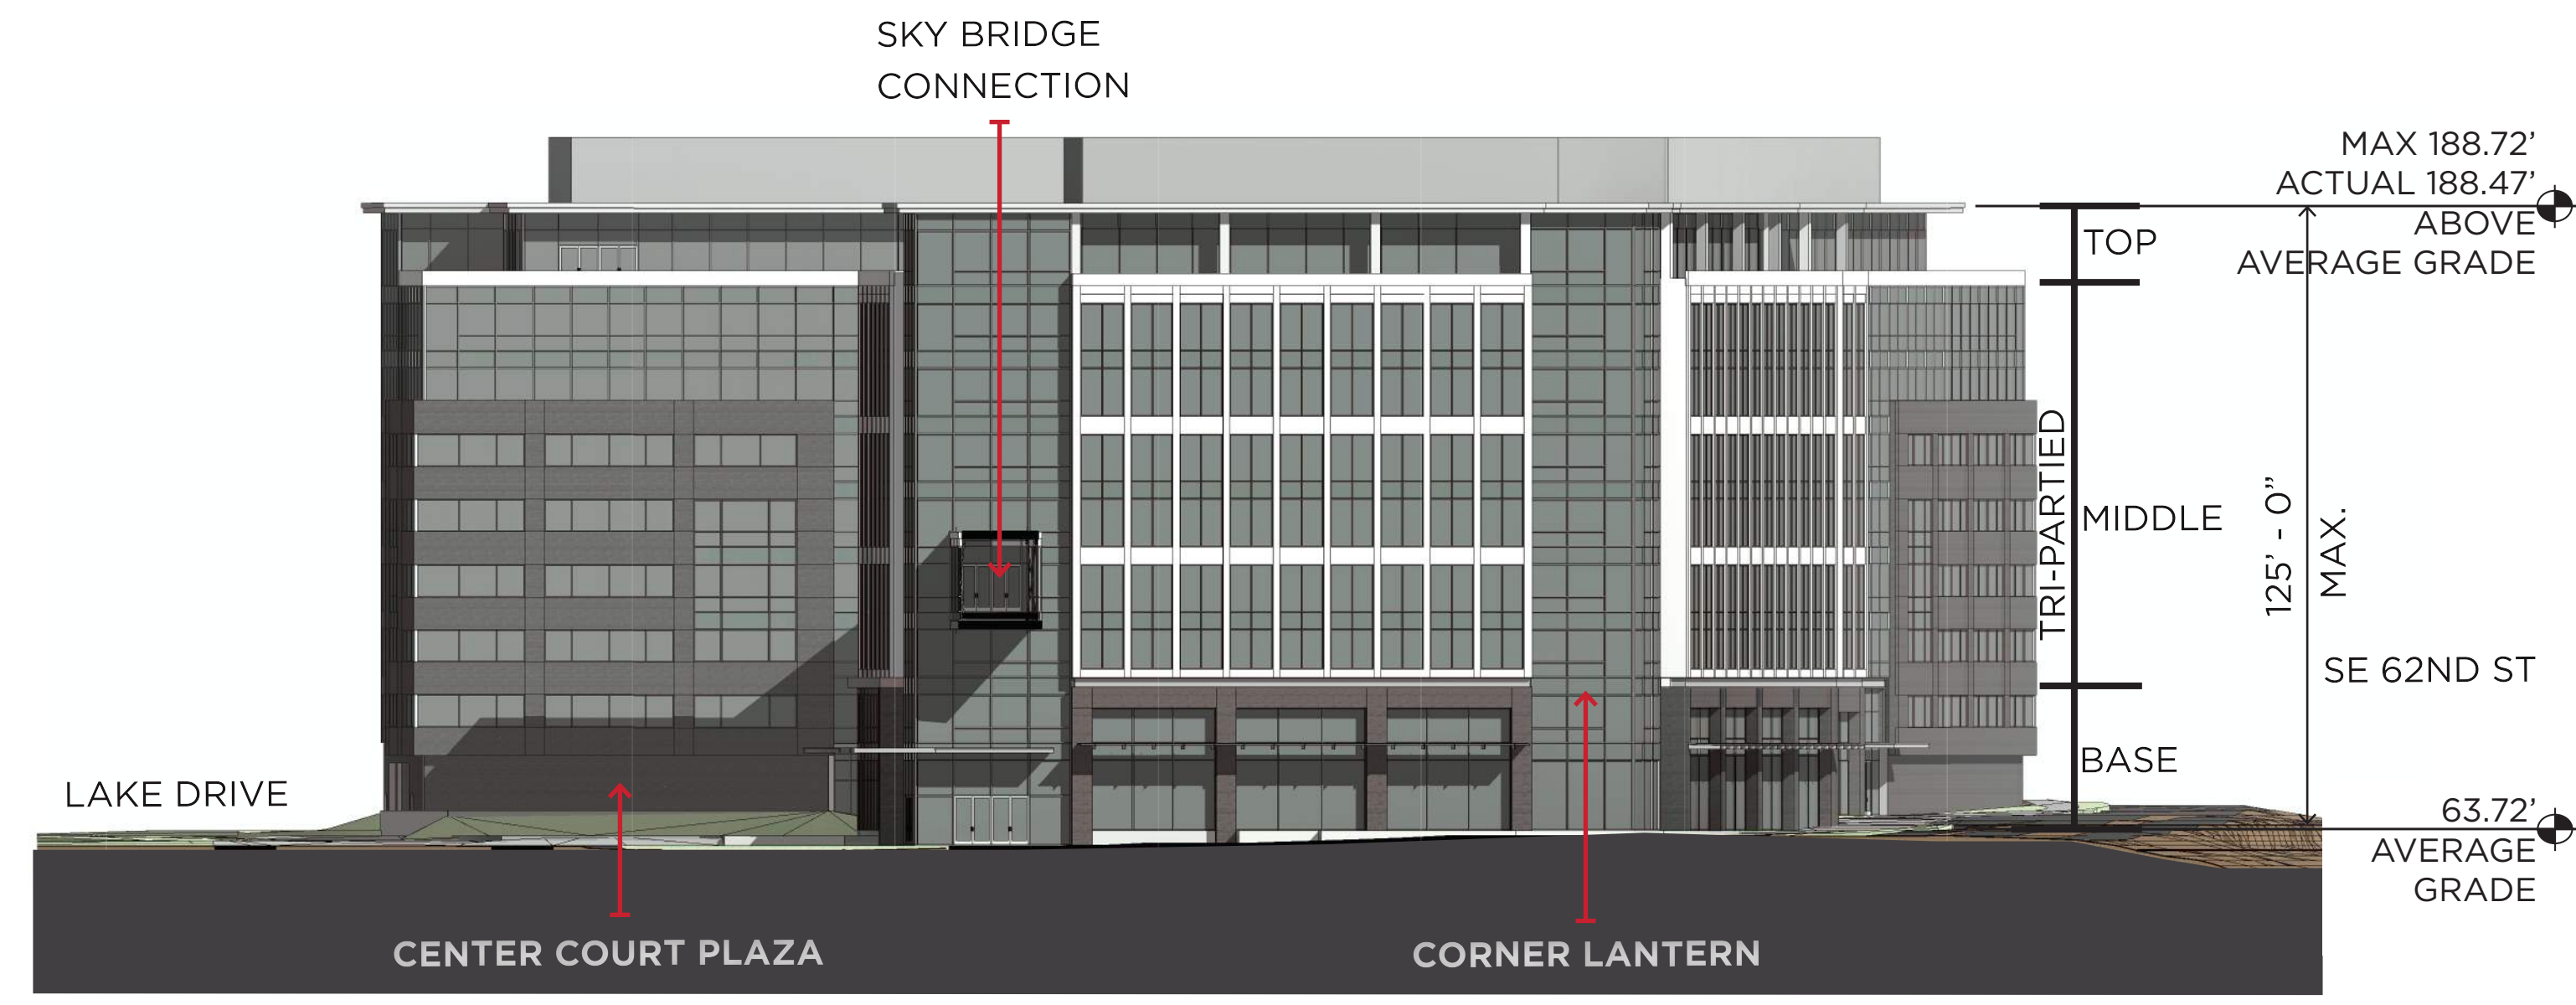 SKY BRIDGE
CONNECTION
MAX 188.72’
ACTUAL 188.47’
ABOVE
AVERAGE GRADE
TOP
TRI-PARTIED
MIDDLE
125’ - 0”
MAX.
SE 62ND ST
BASE
LAKE DRIVE
63.72’
AVERAGE
GRADE
CENTER COURT PLAZA
CORNER LANTERN